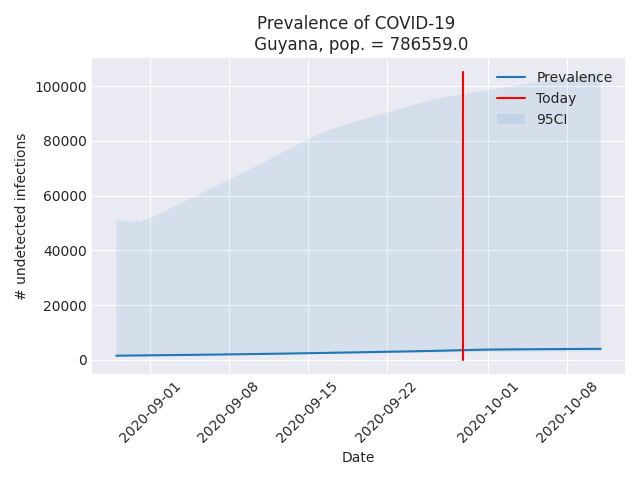 Prevalence of COVID-19
Guyana, pop. = 786559.0
Prevalence
Today
95CI
100000
80000
60000
40000
20000
0
# undetected infections
2020-09-01
2020-09-08
2020-09-15
2020-09-22
2020-10-01
2020-10-08
Date